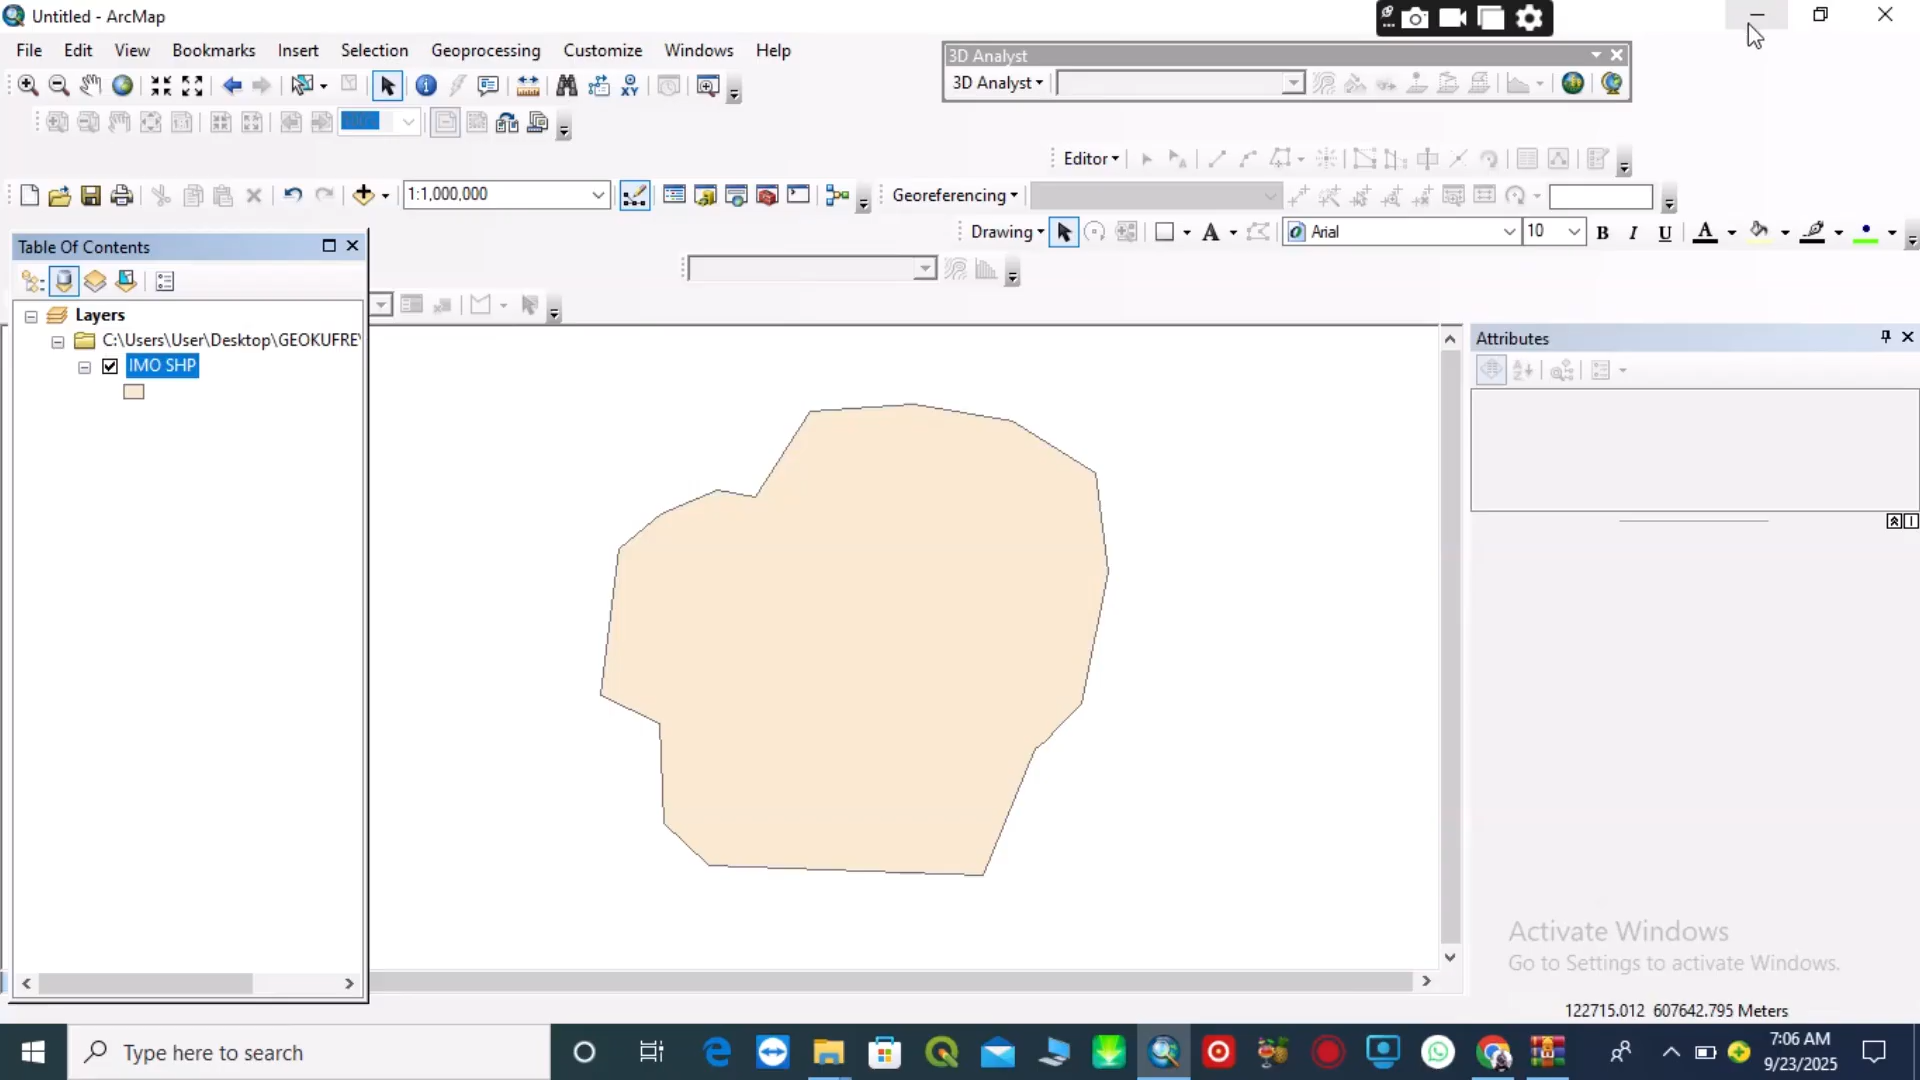 Untitled - ArcMap
File Edit View Bookmarks Insert Selection Geoprocessing Customize Windows Help
3D Analyst
3D Analyst
Editor
1:1,000,000
Georeferencing
Drawing
Arial
10
B I U A
Table Of Contents
Layers
C:\Users\User\Desktop\GEOKUFRE\
IMO SHP
Attributes
Activate Windows
Go to Settings to activate Windows.
122715.012 607642.795 Meters
Type here to search
7:06 AM
9/23/2025